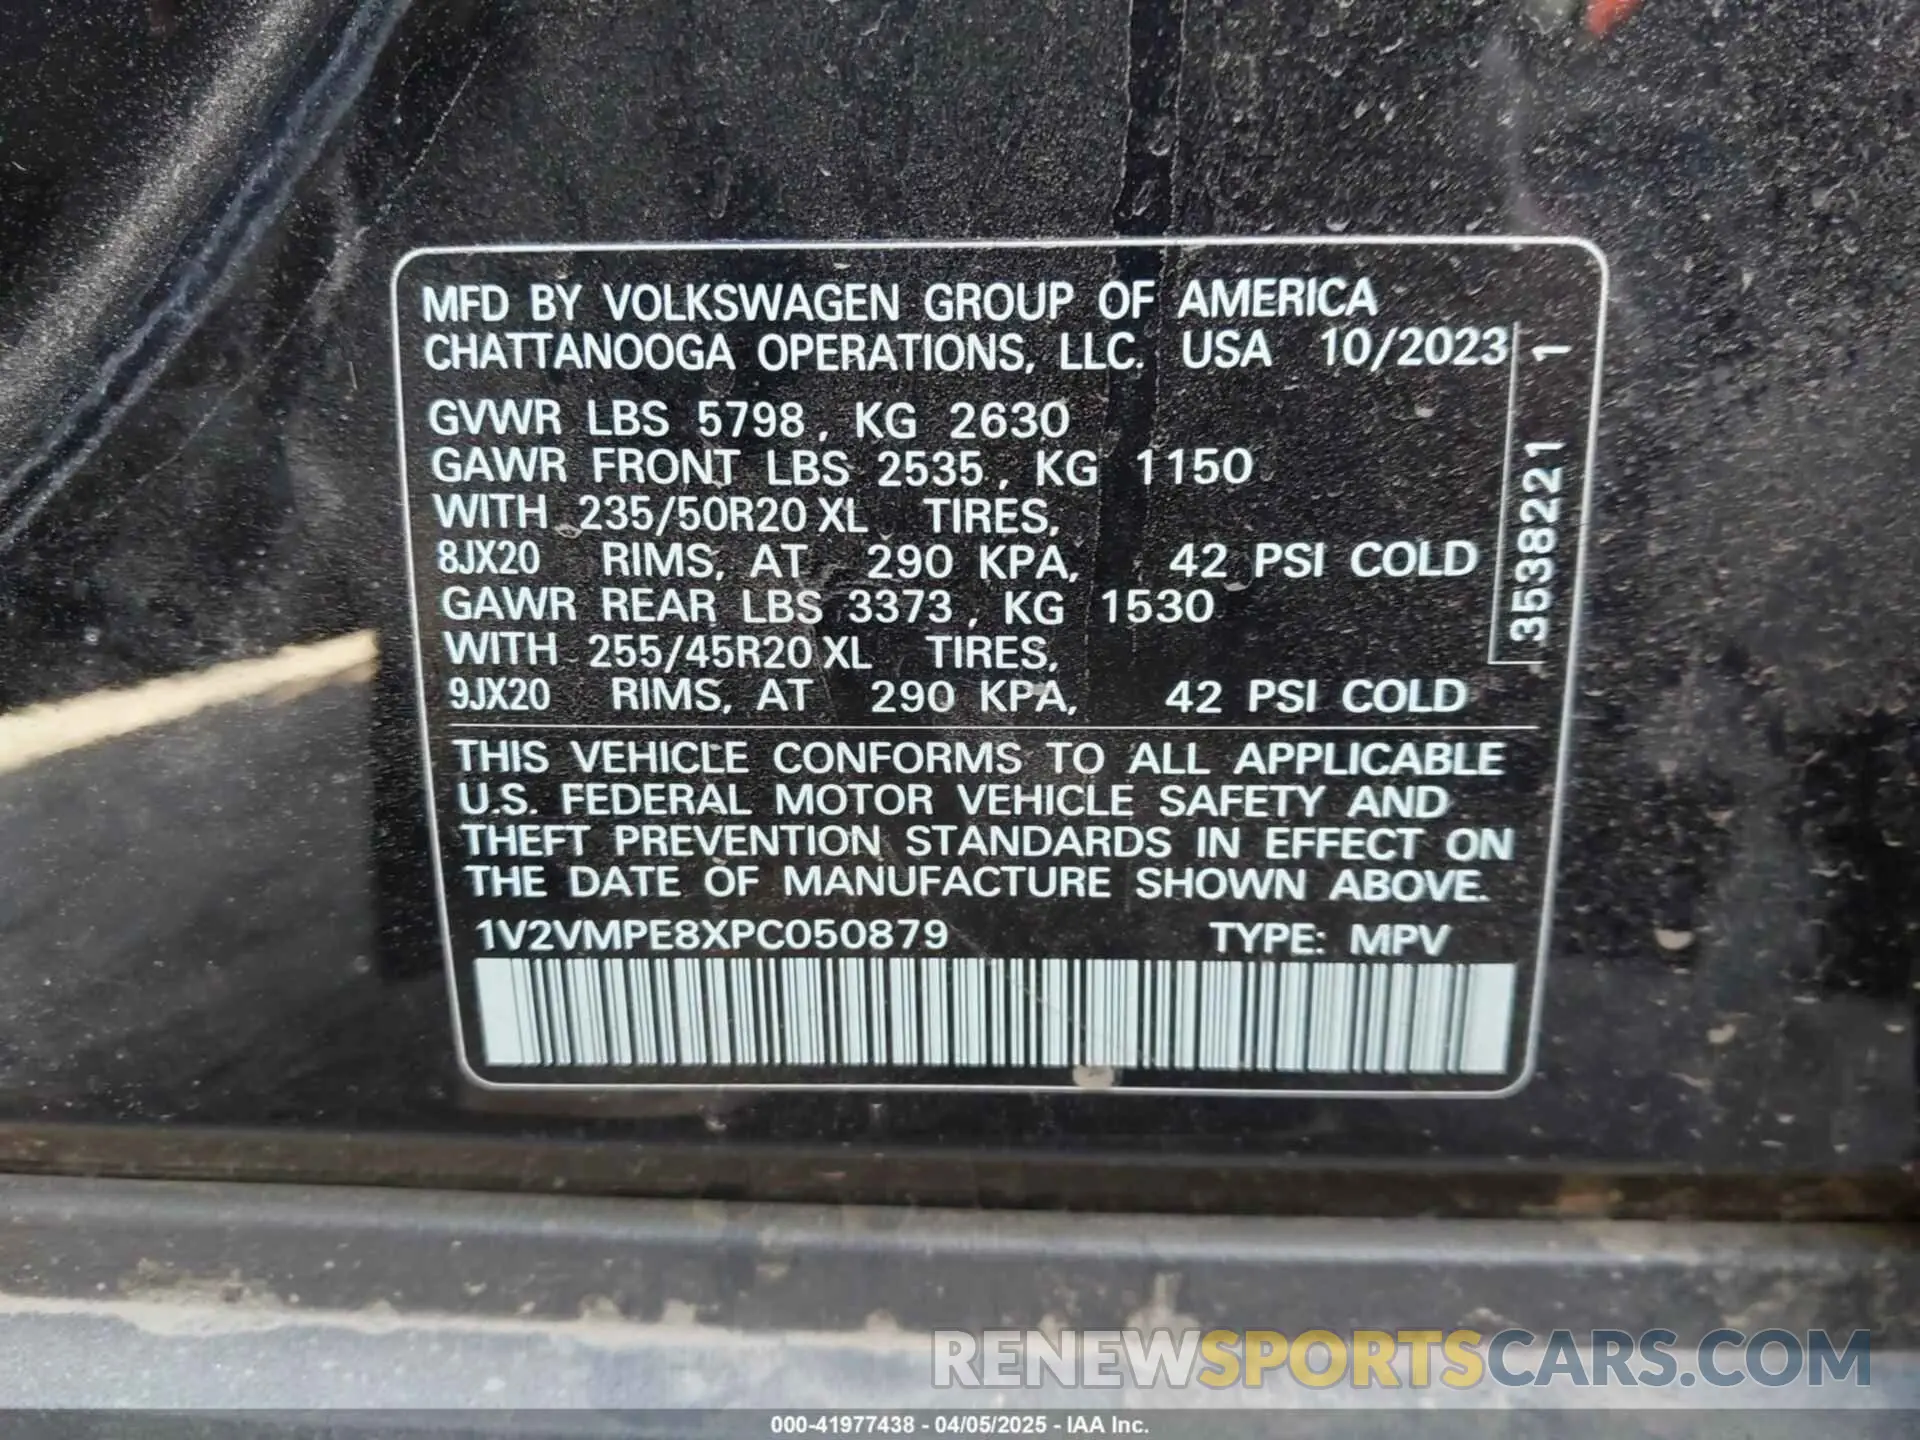 MFD BY VOLKSWAGEN GROUP OF AMERICA
CHATTANOOGA OPERATIONS, LLC. USA 10/2023
GVWR LBS 5798, KG 2630
GAWR FRONT LBS 2535, KG 1150
WITH 235/50R20 XL TIRES,
8JX20 RIMS, AT 290 KPA, 42 PSI COLD
GAWR REAR LBS 3373, KG 1530
WITH 255/45R20 XL TIRES,
9JX20 RIMS, AT 290 KPA, 42 PSI COLD
3538221 1
THIS VEHICLE CONFORMS TO ALL APPLICABLE
U.S. FEDERAL MOTOR VEHICLE SAFETY AND
THEFT PREVENTION STANDARDS IN EFFECT ON
THE DATE OF MANUFACTURE SHOWN ABOVE.
1V2VMPE8XPC050879 TYPE: MPV
RENEWSPORTSCARS.COM
000-41977438 - 04/05/2025 - IAA Inc.